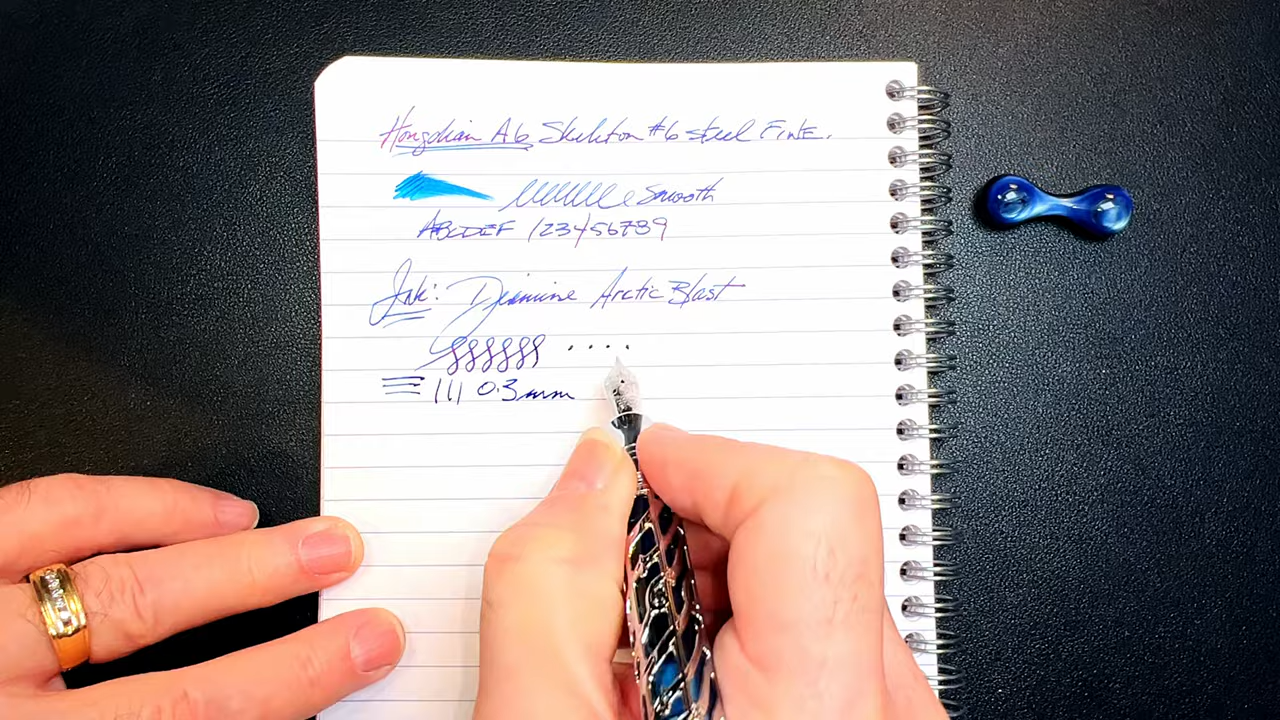 Hongdian A6 Skeleton #6 Steel FINE.
Smooth
ABCDEF 123456789
Ink: Diamine Arctic Blast
0.3mm